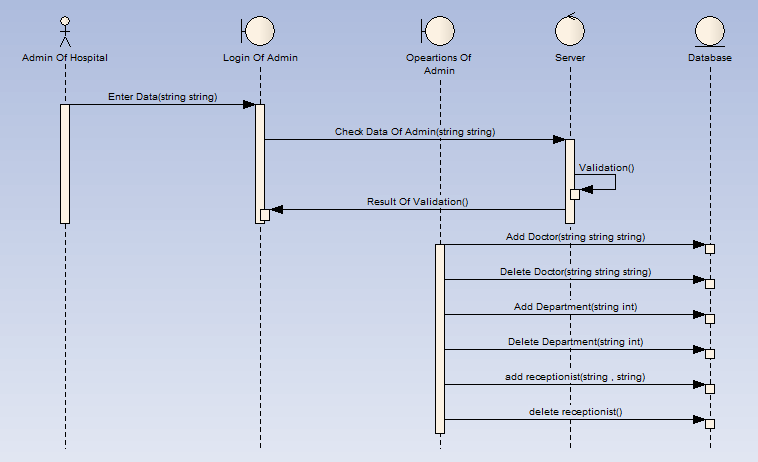 Admin Of Hospital
Login Of Admin
Opeartions Of
Admin
Server
Database
Enter Data(string string)
Check Data Of Admin(string string)
Validation()
Result Of Validation()
Add Doctor(string string string)
Delete Doctor(string string string)
Add Department(string int)
Delete Department(string int)
add receptionist(string , string)
delete receptionist()